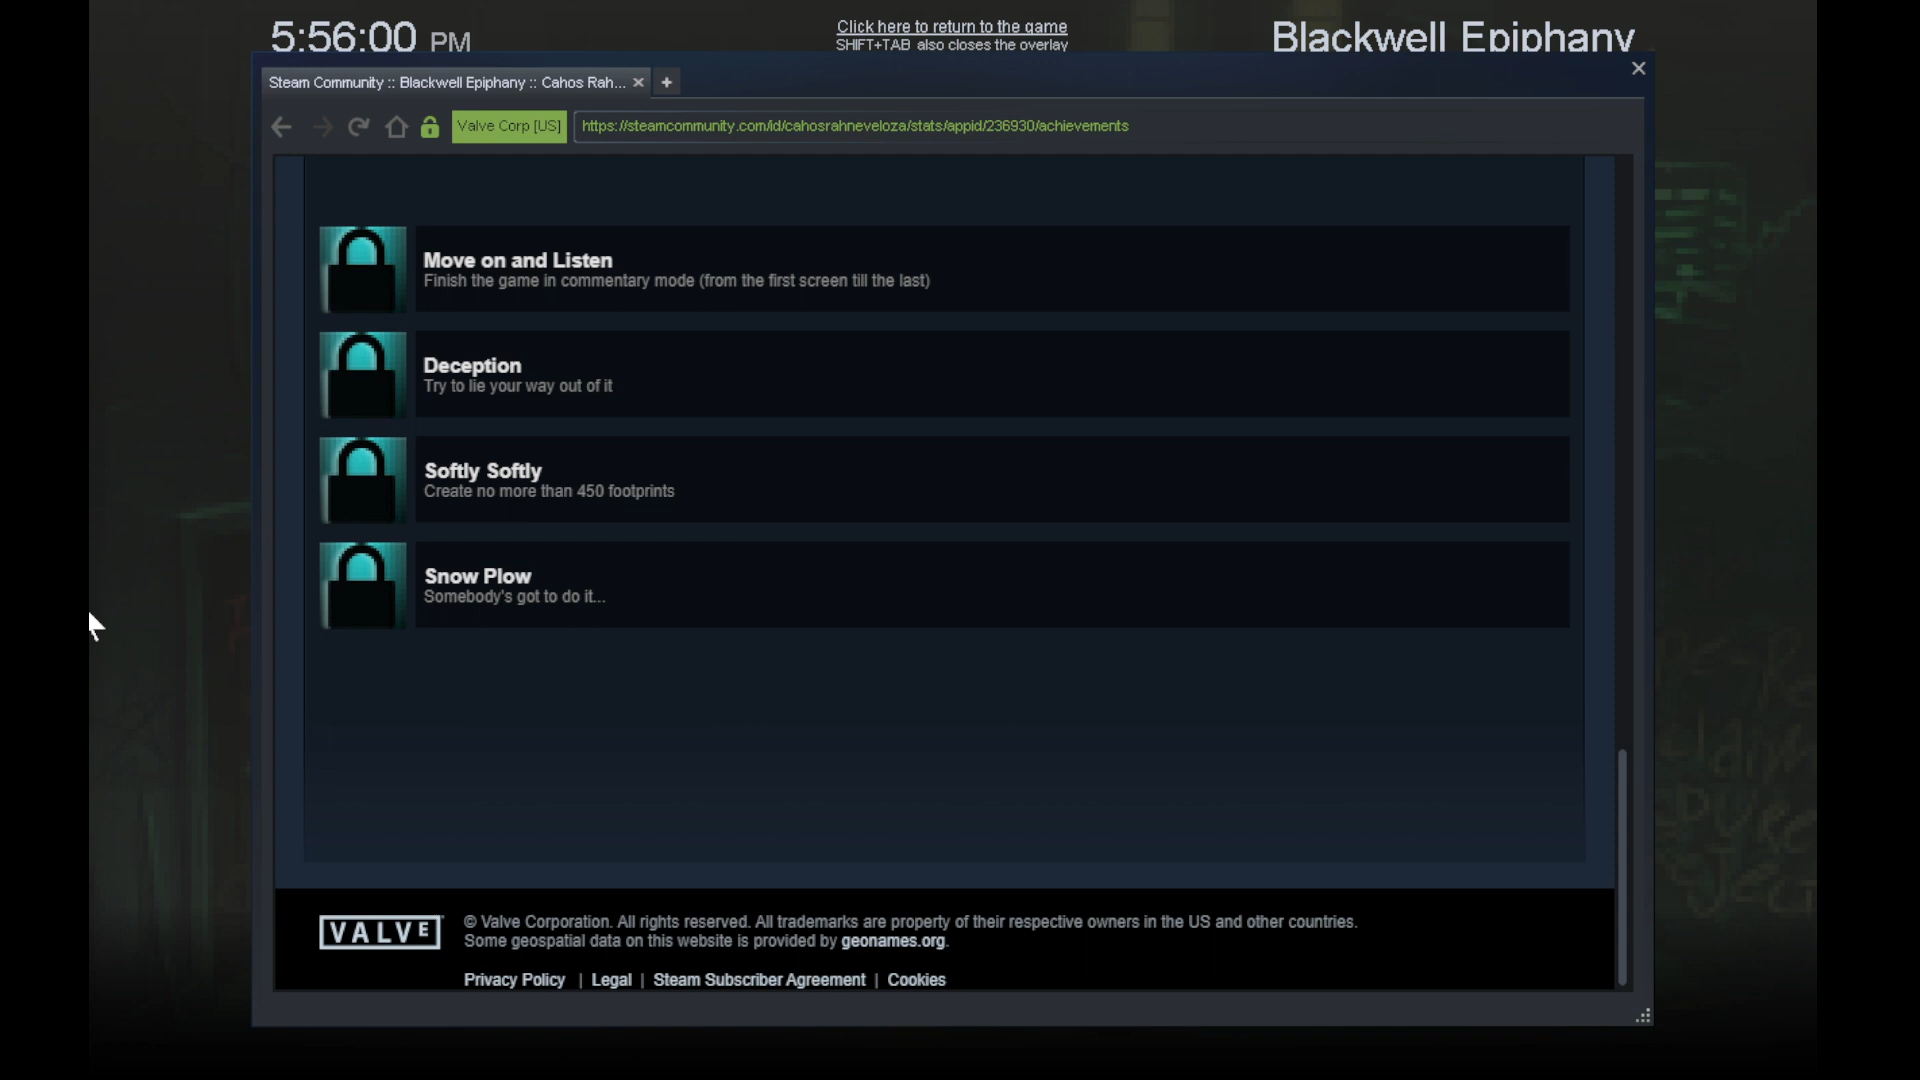 5:56:00 PM
Click here to return to the game
SHIFT+TAB also closes the overlay
Blackwell Epiphany
Steam Community :: Blackwell Epiphany :: Cahos Rah...
Valve Corp [US]
https://steamcommunity.com/id/cahosrahneveloza/stats/appid/236930/achievements
Move on and Listen
Finish the game in commentary mode (from the first screen till the last)
Deception
Try to lie your way out of it
Softly Softly
Create no more than 450 footprints
Snow Plow
Somebody's got to do it...
VALVE
© Valve Corporation. All rights reserved. All trademarks are property of their respective owners in the US and other countries.
Some geospatial data on this website is provided by geonames.org.
Privacy Policy | Legal | Steam Subscriber Agreement | Cookies